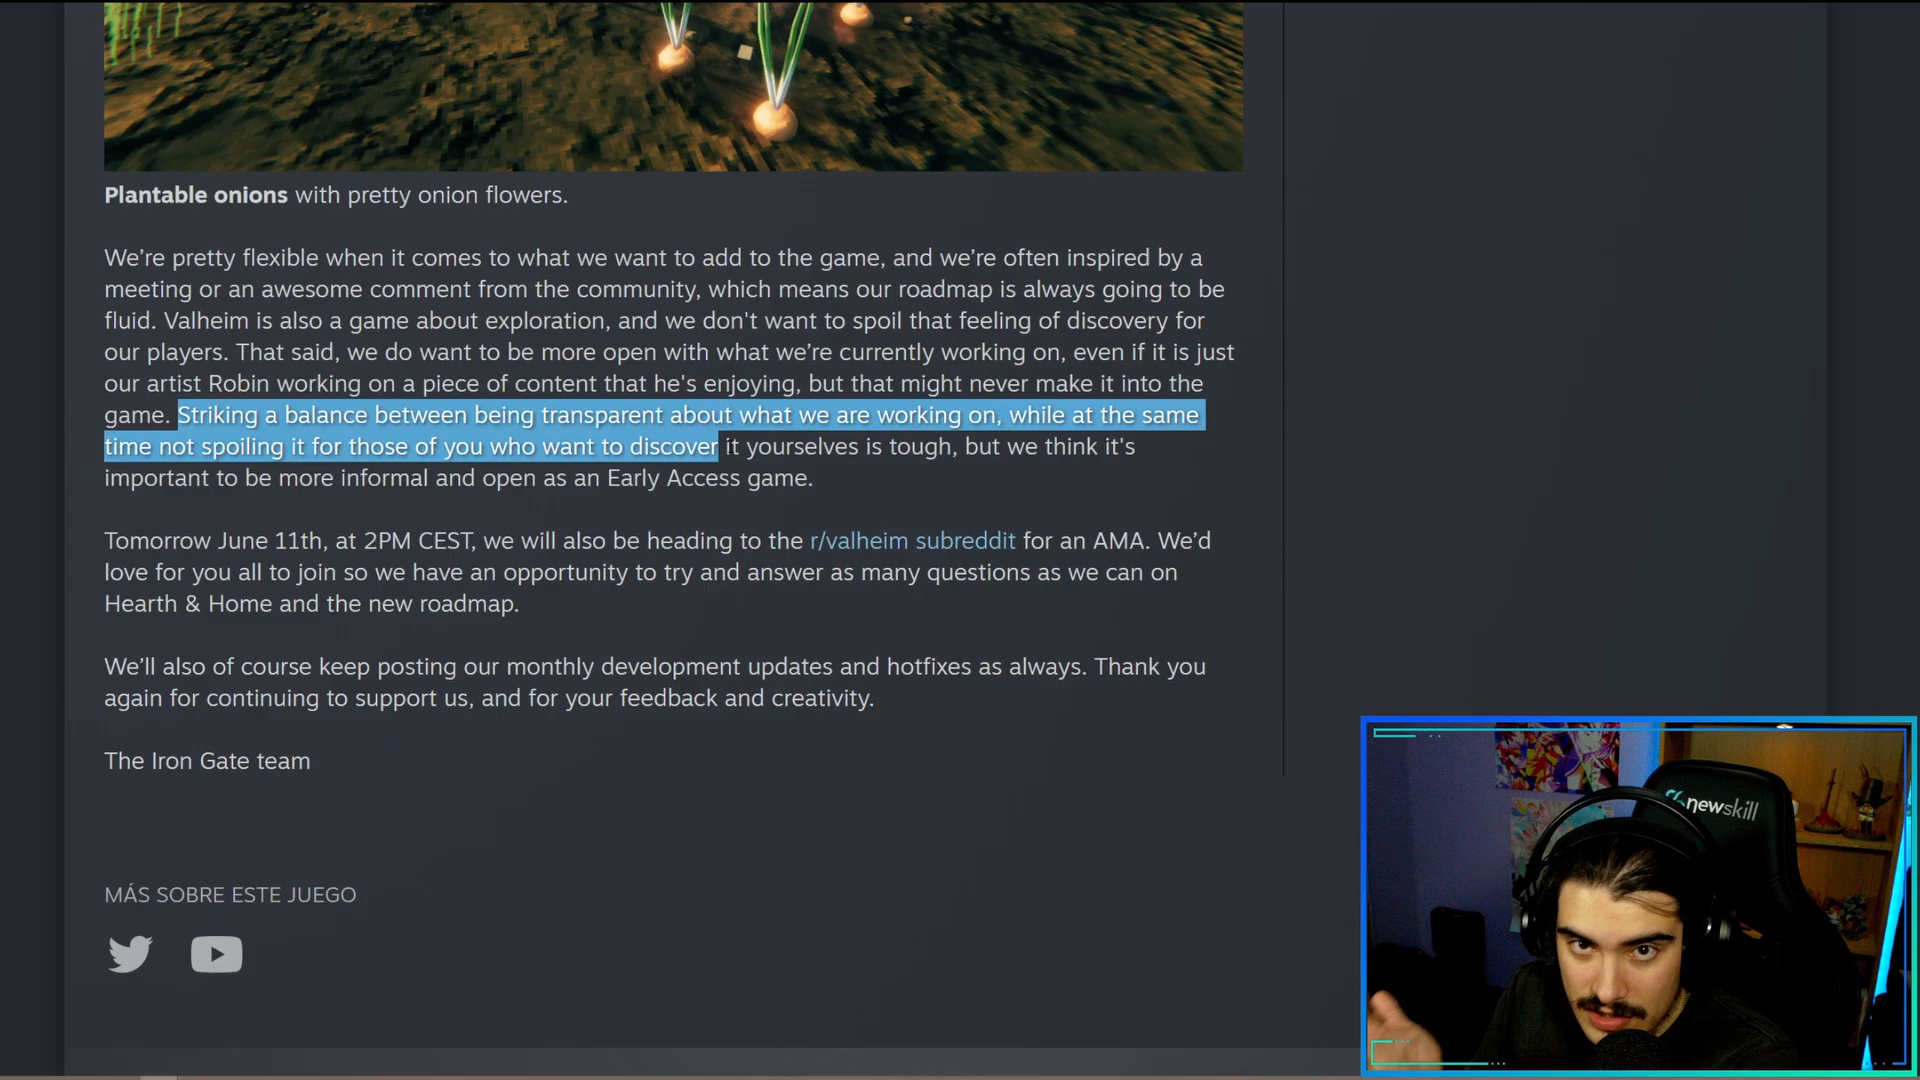 Plantable onions with pretty onion flowers.
We’re pretty flexible when it comes to what we want to add to the game, and we’re often inspired by a
meeting or an awesome comment from the community, which means our roadmap is always going to be
fluid. Valheim is also a game about exploration, and we don't want to spoil that feeling of discovery for
our players. That said, we do want to be more open with what we’re currently working on, even if it is just
our artist Robin working on a piece of content that he's enjoying, but that might never make it into the
game. Striking a balance between being transparent about what we are working on, while at the same
time not spoiling it for those of you who want to discover it yourselves is tough, but we think it's
important to be more informal and open as an Early Access game.
Tomorrow June 11th, at 2PM CEST, we will also be heading to the r/valheim subreddit for an AMA. We’d
love for you all to join so we have an opportunity to try and answer as many questions as we can on
Hearth & Home and the new roadmap.
We’ll also of course keep posting our monthly development updates and hotfixes as always. Thank you
again for continuing to support us, and for your feedback and creativity.
The Iron Gate team
MÁS SOBRE ESTE JUEGO
newskill